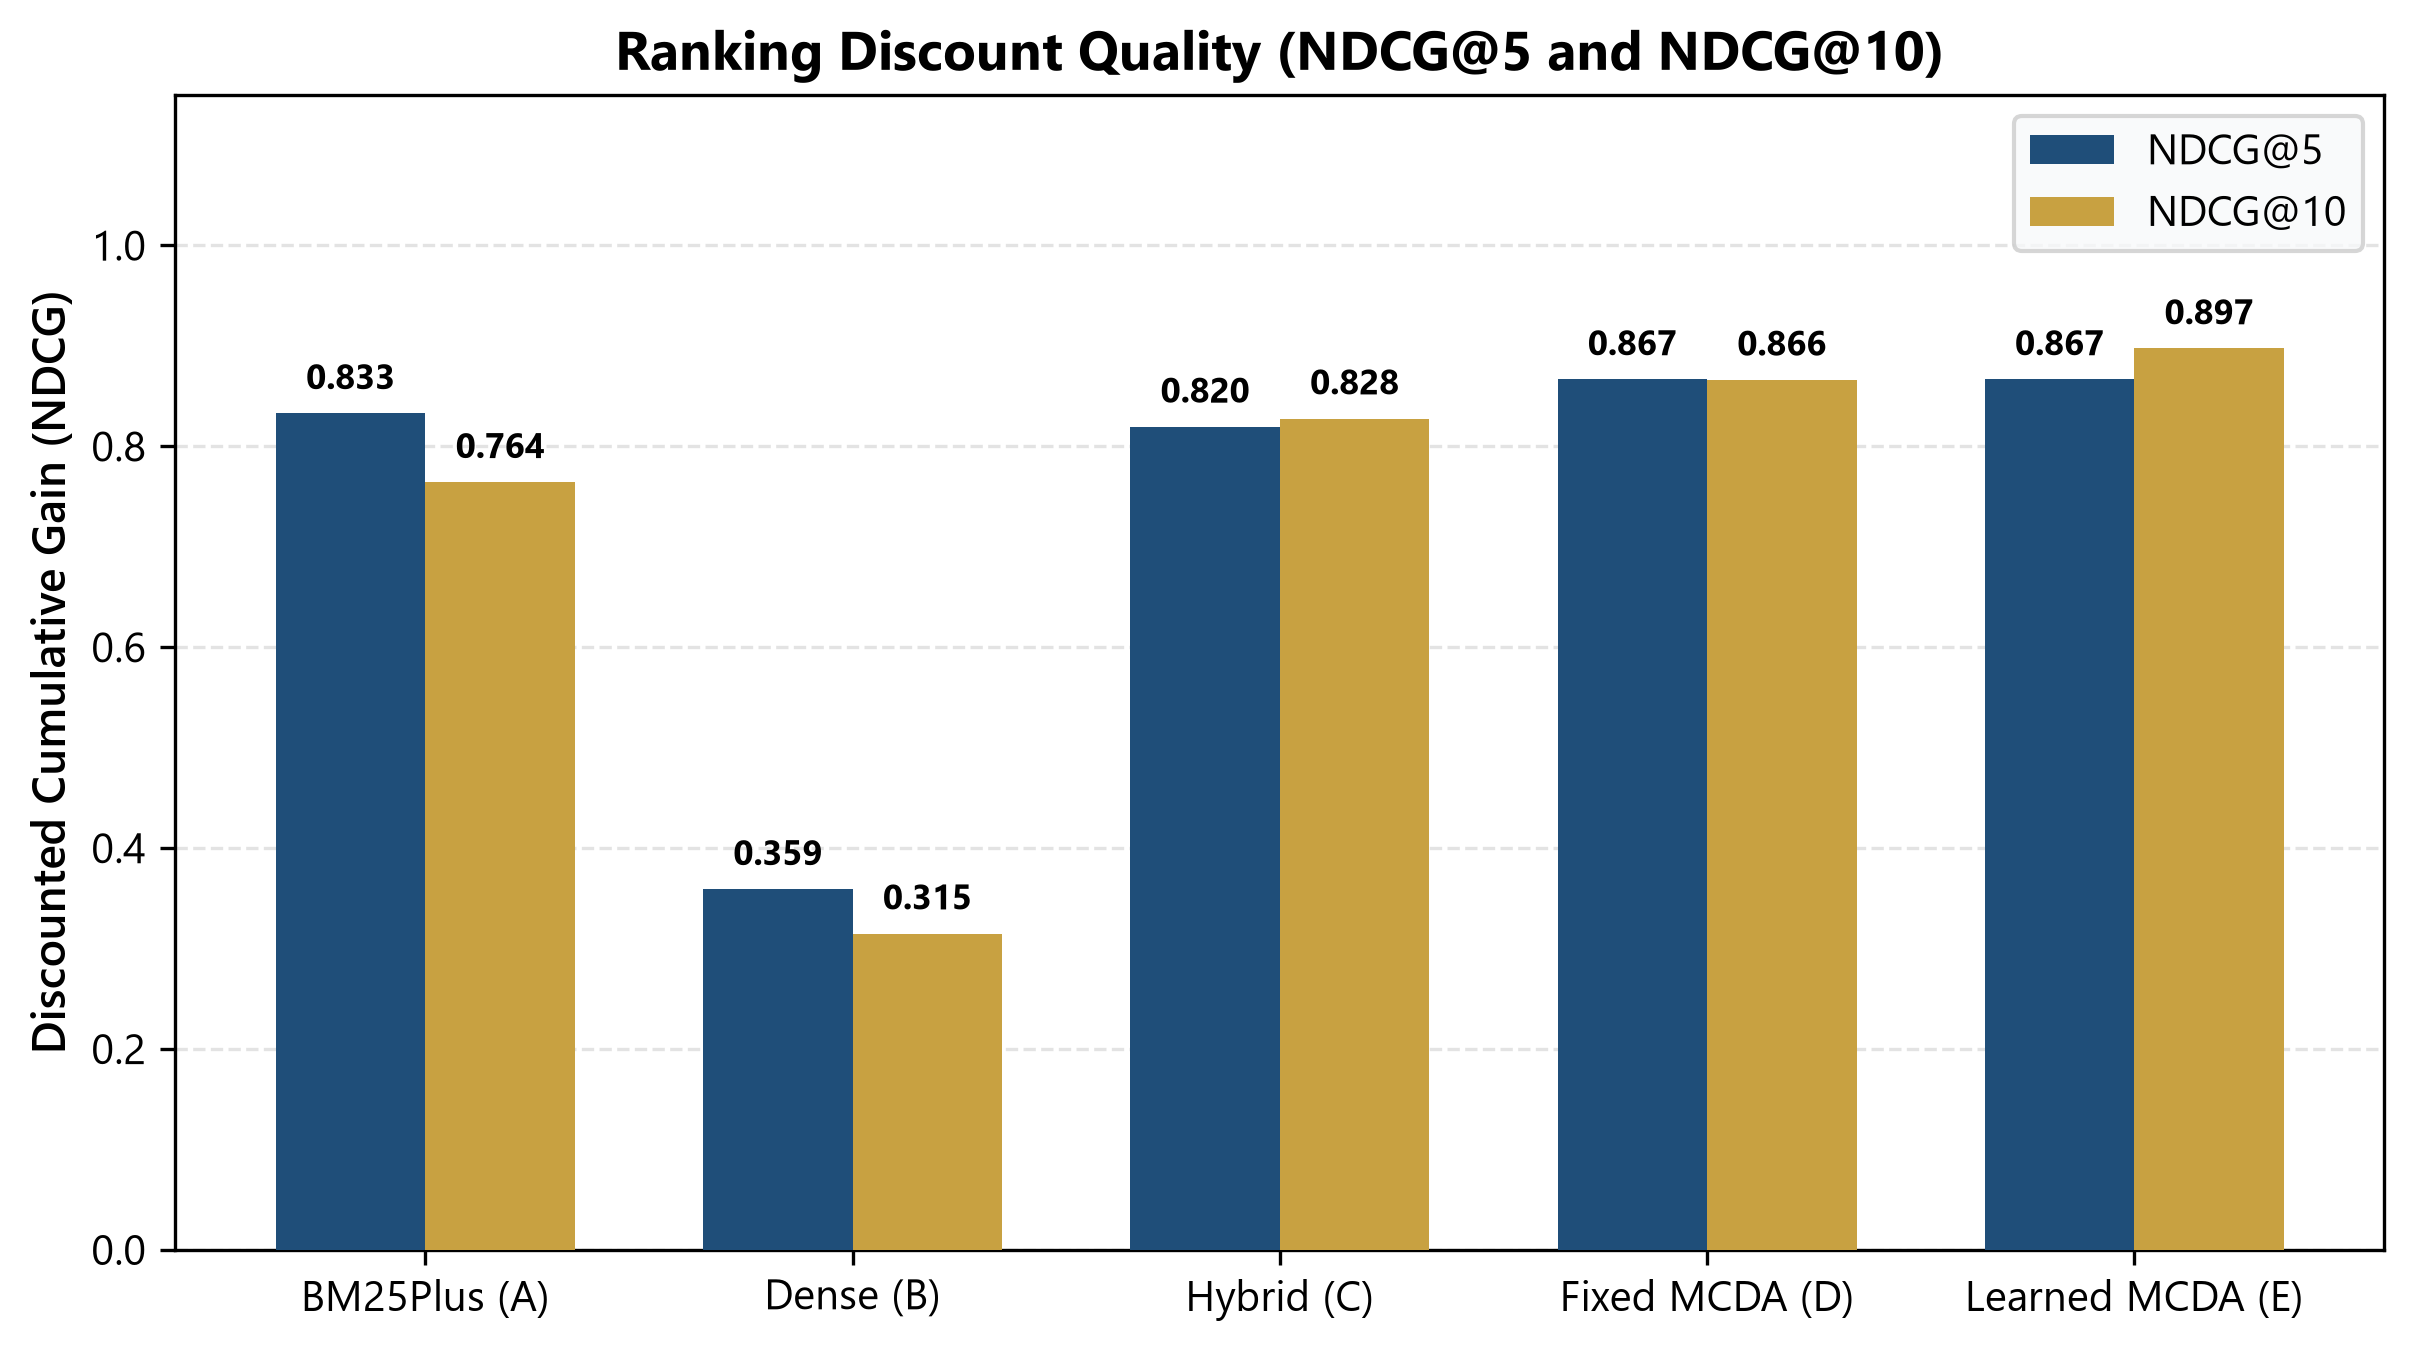 Ranking Discount Quality (NDCG@5 and NDCG@10)
NDCG@5
NDCG@10
Discounted Cumulative Gain (NDCG)
1.0
0.8
0.6
0.4
0.2
0.0
0.833
0.764
0.359
0.315
0.820
0.828
0.867
0.866
0.867
0.897
BM25Plus (A)
Dense (B)
Hybrid (C)
Fixed MCDA (D)
Learned MCDA (E)